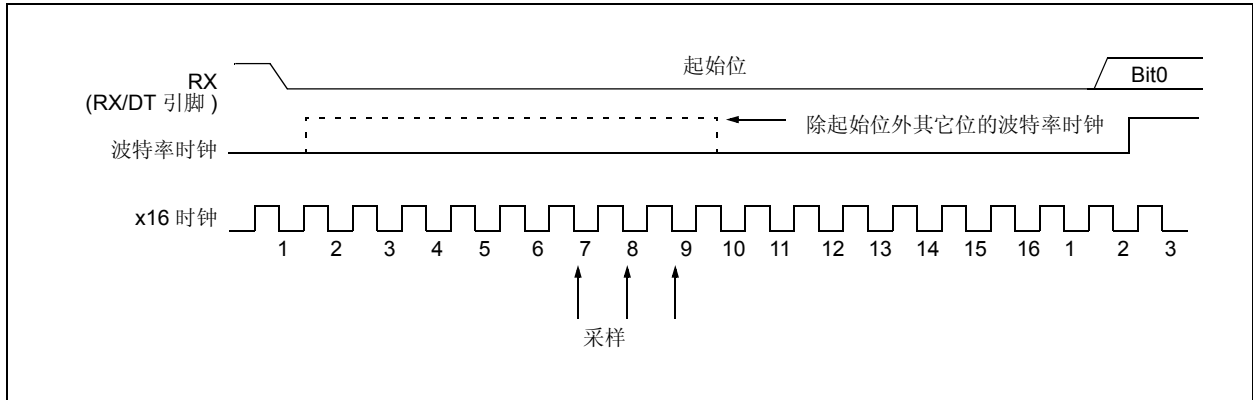 起始位
RX
(RX/DT 引脚 )
Bit0
除起始位外其它位的波特率时钟
波特率时钟
x16 时钟
1 2 3 4 5 6 7 8 9 10 11 12 13 14 15 16 1 2 3
采样